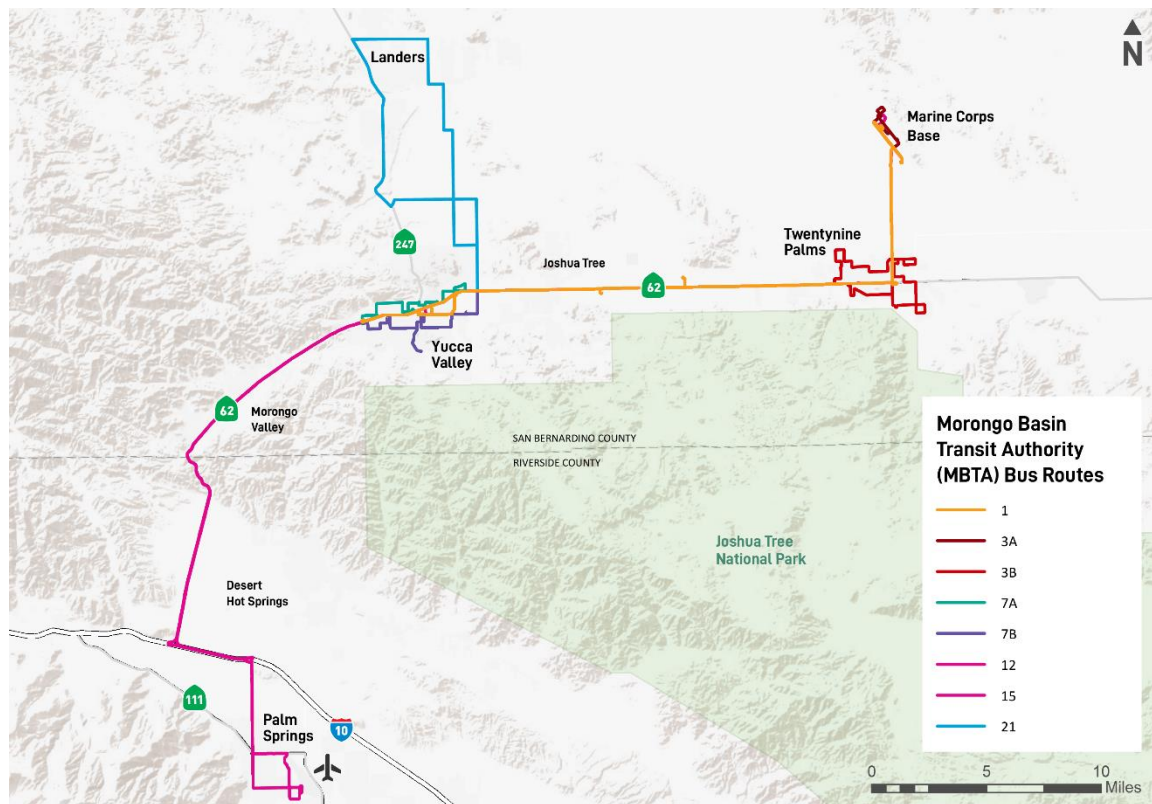 Landers
N
Marine Corps
Base
247
Twentynine
Palms
Joshua Tree
62
Yucca
Valley
62
Morongo
Valley
SAN BERNARDINO COUNTY
RIVERSIDE COUNTY
Morongo Basin
Transit Authority
(MBTA) Bus Routes
1
3A
3B
7A
7B
12
15
21
Joshua Tree
National Park
Desert
Hot Springs
111
Palm
Springs
10
0 5 10
Miles